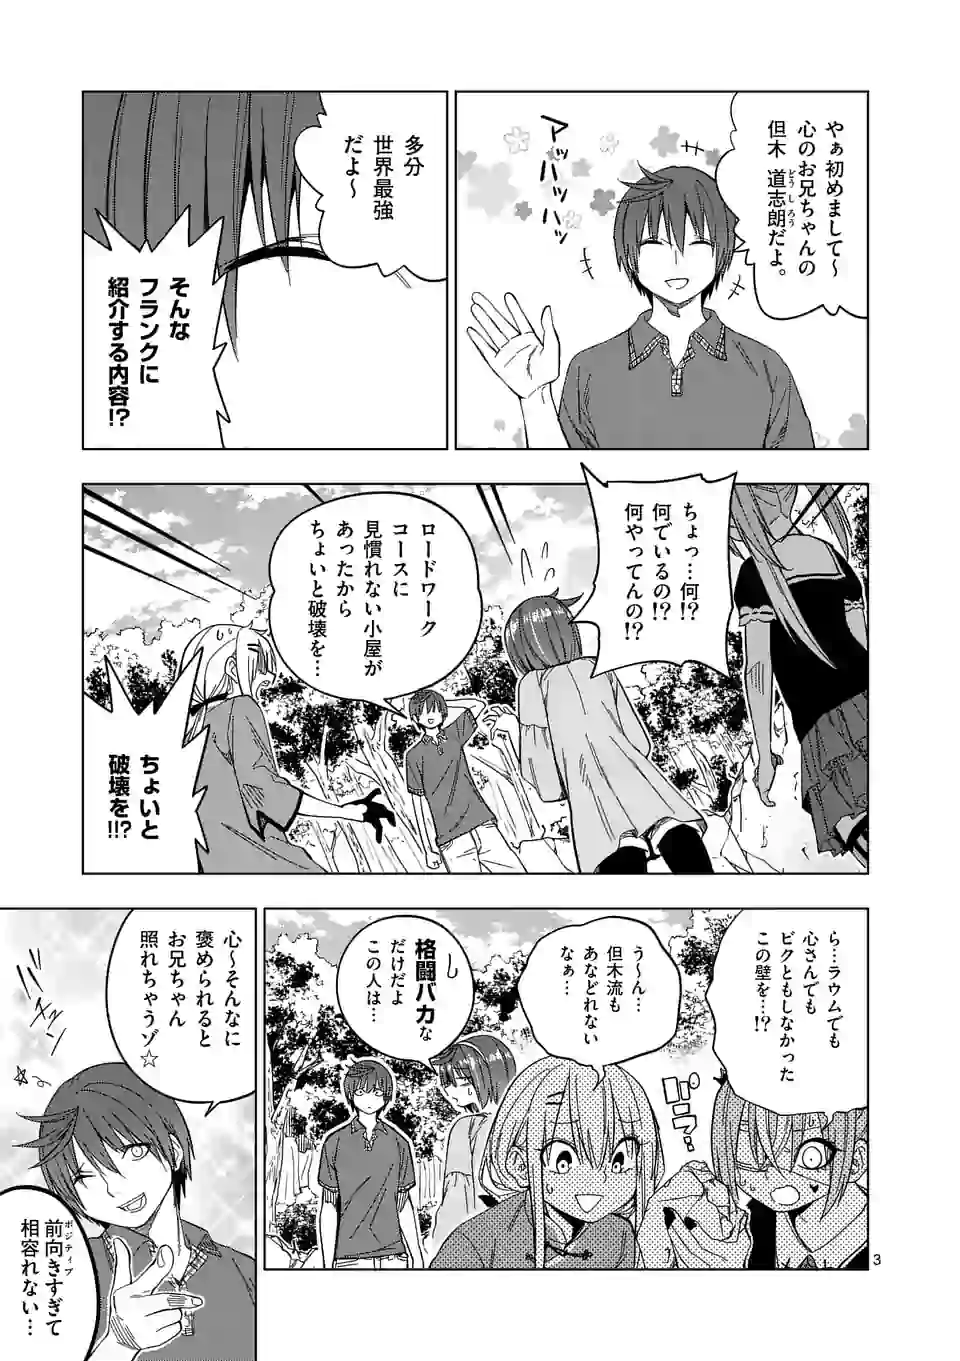 やぁ初めまして～
心のお兄ちゃんの
但木 道志朗だよ。
どうしろう
アッハッハッハッ
多分
世界最強
だよ～
そんな
フランクに
紹介する内容!?
ちょっ…何!?
何でいるの!?
何やってんの!?
ロードワーク
コースに
見慣れない小屋が
あったから
ちょいと破壊を…
ちょいと
破壊を!!?
ら…ラウムでも
心さんでも
ビクともしなかった
この壁を…!?
う～ん…
但木流も
あなどれない
なぁ…
格闘バカな
だけだよ
この人は…
心～そんなに
褒められると
お兄ちゃん
照れちゃうゾ☆
前向きすぎて
ポジティブ
相容れない…
3